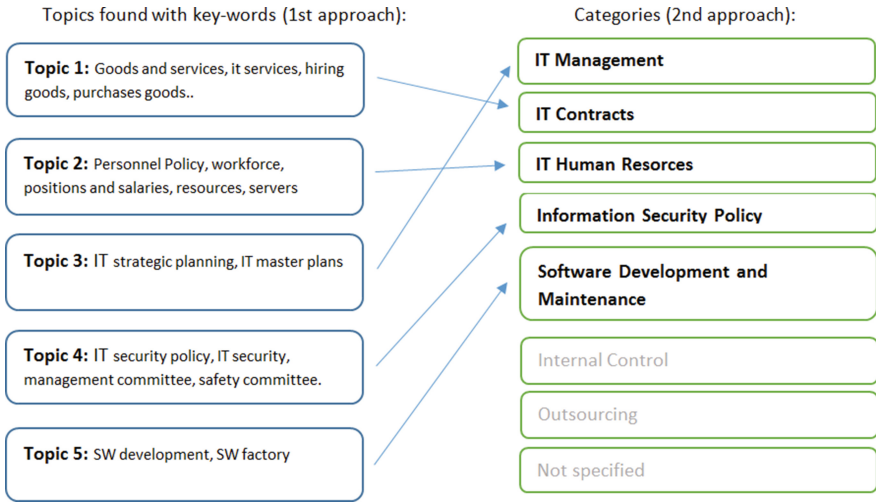 Topics found with key-words (1st approach):
Topic 1: Goods and services, it services, hiring
goods, purchases goods..
Topic 2: Personnel Policy, workforce,
positions and salaries, resources, servers
Topic 3: IT strategic planning, IT master plans
Topic 4: IT security policy, IT security,
management committee, safety committee.
Topic 5: SW development, SW factory
Categories (2nd approach):
IT Management
IT Contracts
IT Human Resorces
Information Security Policy
Software Development and
Maintenance
Internal Control
Outsourcing
Not specified